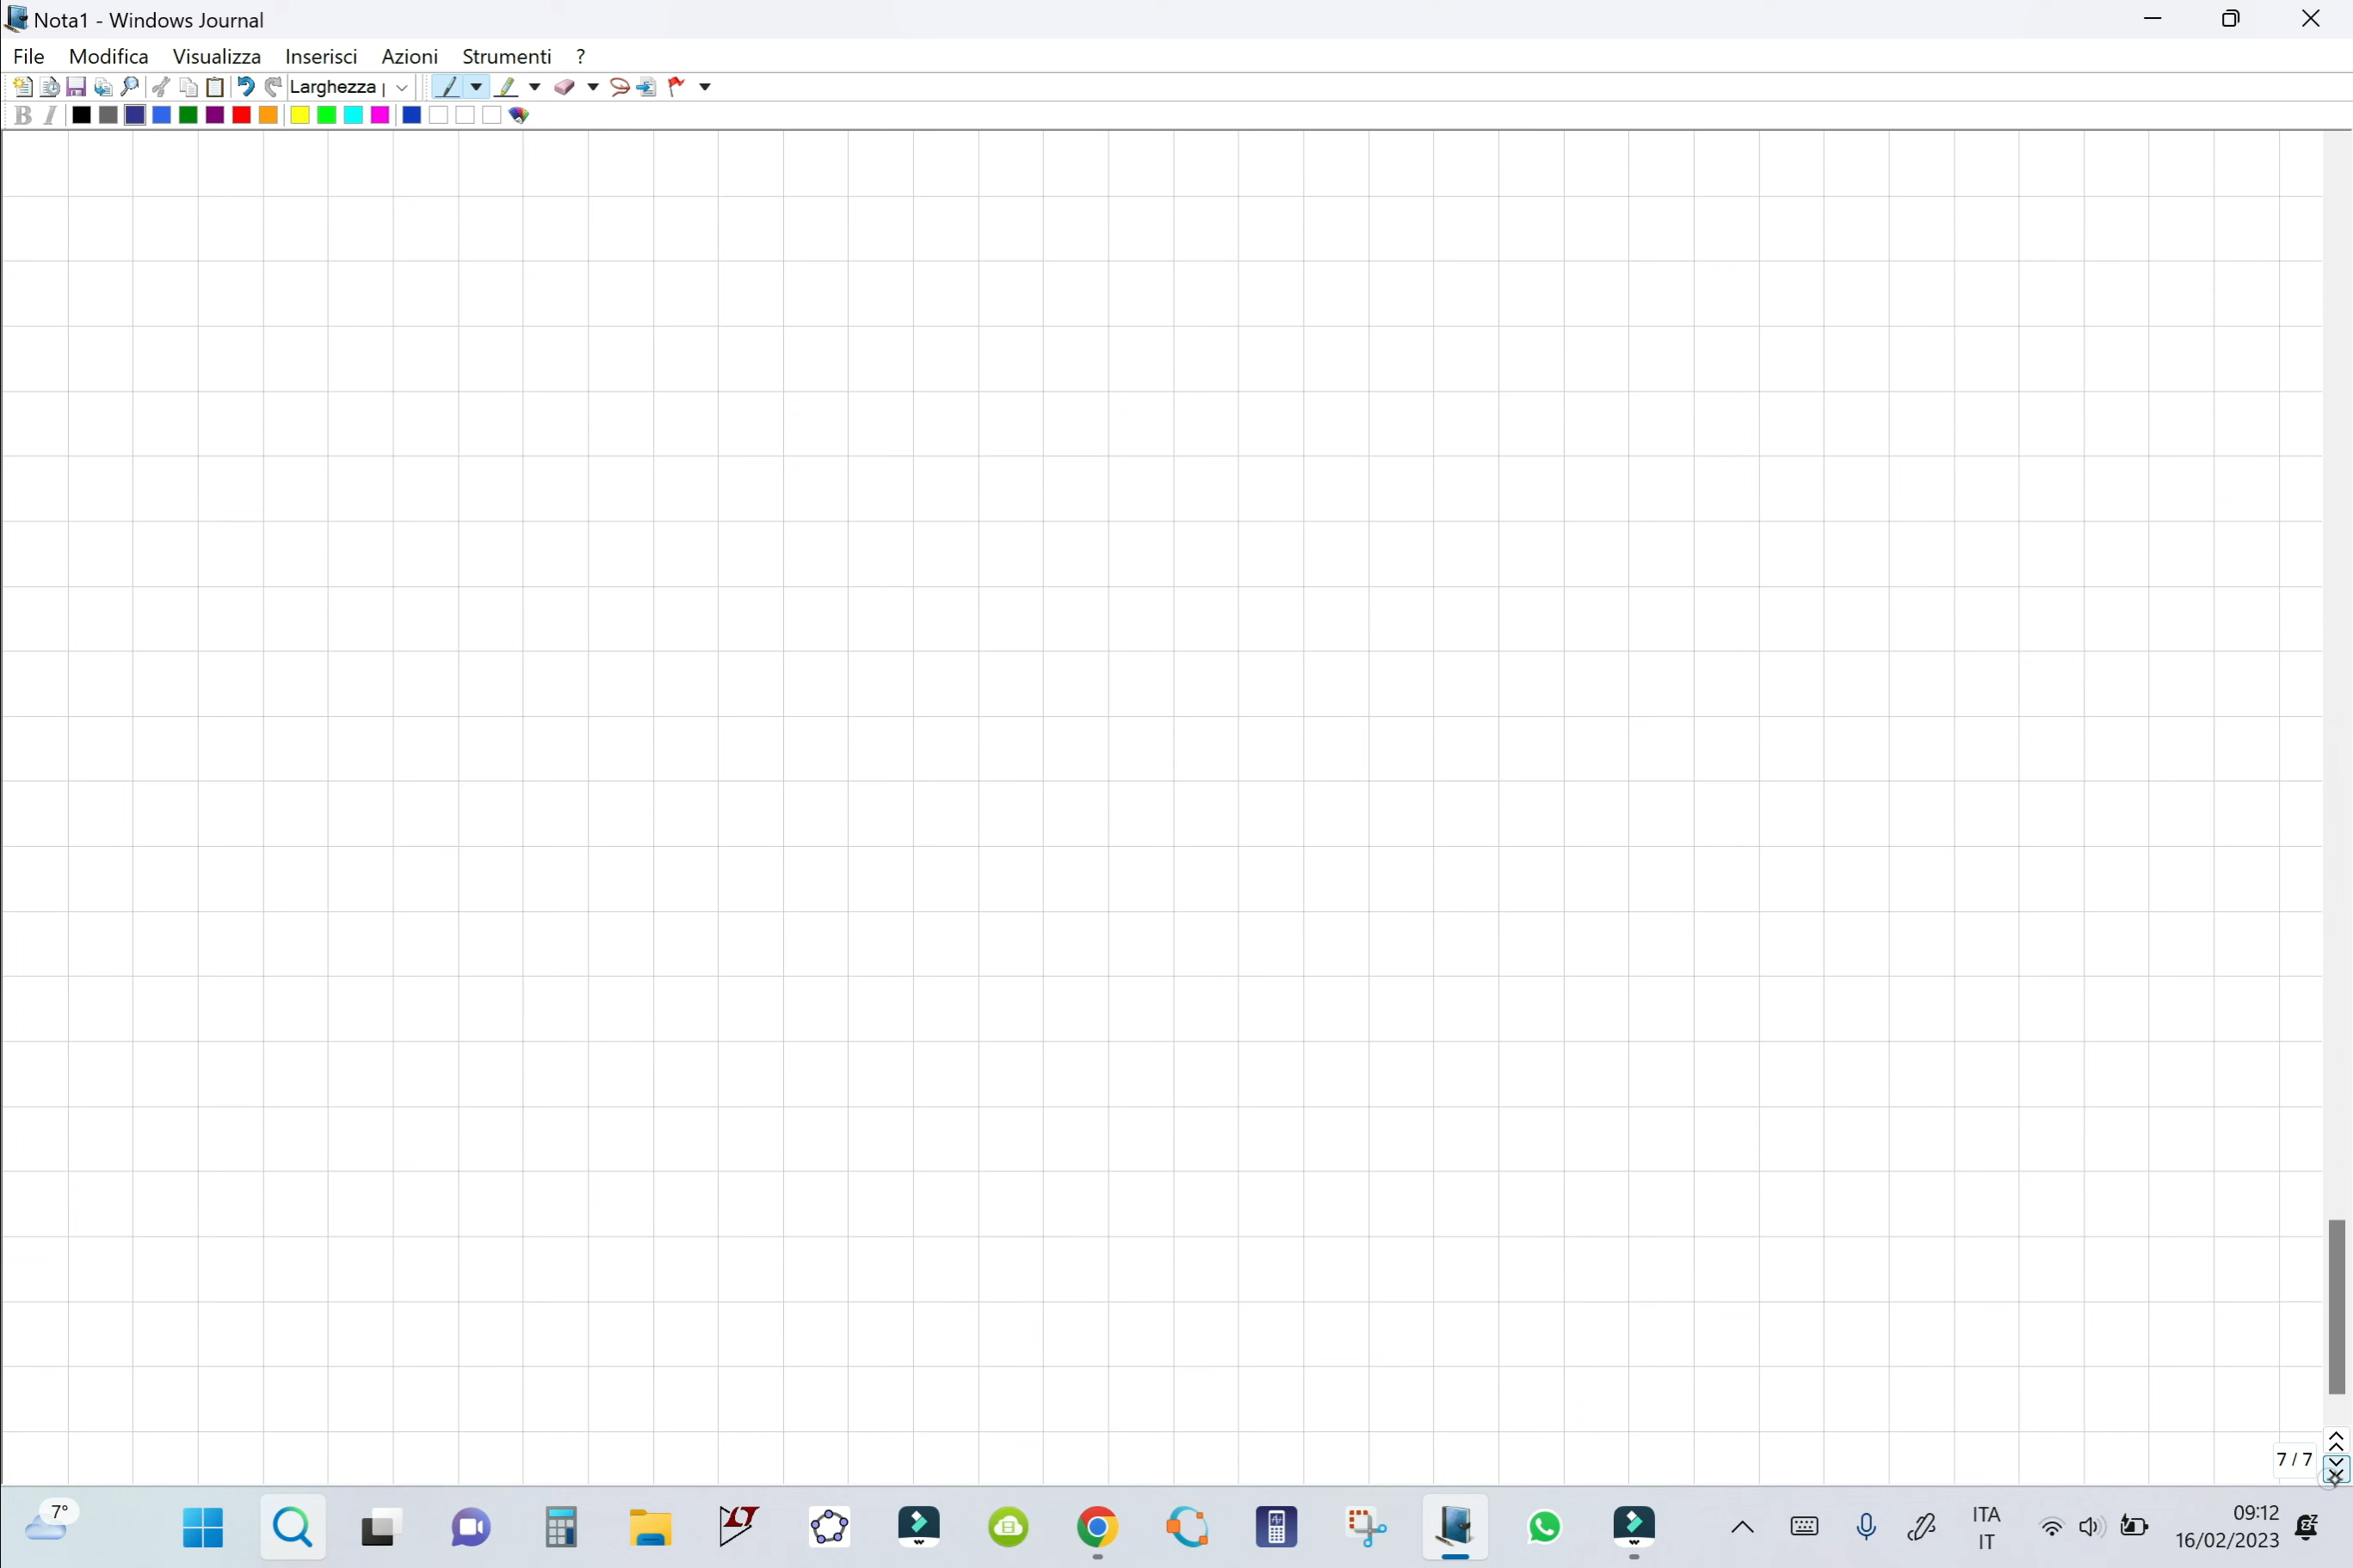 Nota1 - Windows Journal
File Modifica Visualizza Inserisci Azioni Strumenti ?
Larghezza
B I
7 / 7
7°
ITA
IT
09:12
16/02/2023